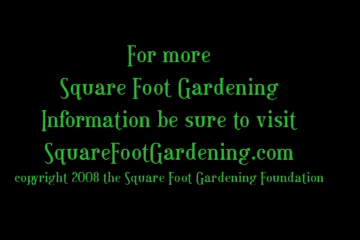 For more
Square Foot Gardening
Information be sure to visit
SquareFootGardening.com
copyright 2008 the Square Foot Gardening Foundation